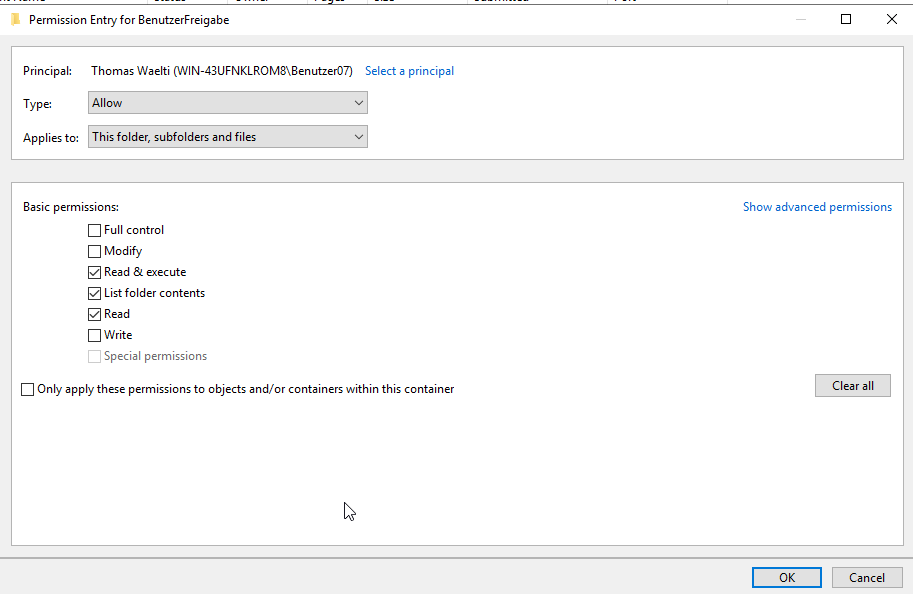 Permission Entry for BenutzerFreigabe
Principal: Thomas Waelti (WIN-43UFNKLROM8\Benutzer07) Select a principal
Type: Allow
Applies to: This folder, subfolders and files
Basic permissions: Show advanced permissions
Full control
Modify
Read & execute
List folder contents
Read
Write
Special permissions
Only apply these permissions to objects and/or containers within this container
Clear all
OK Cancel